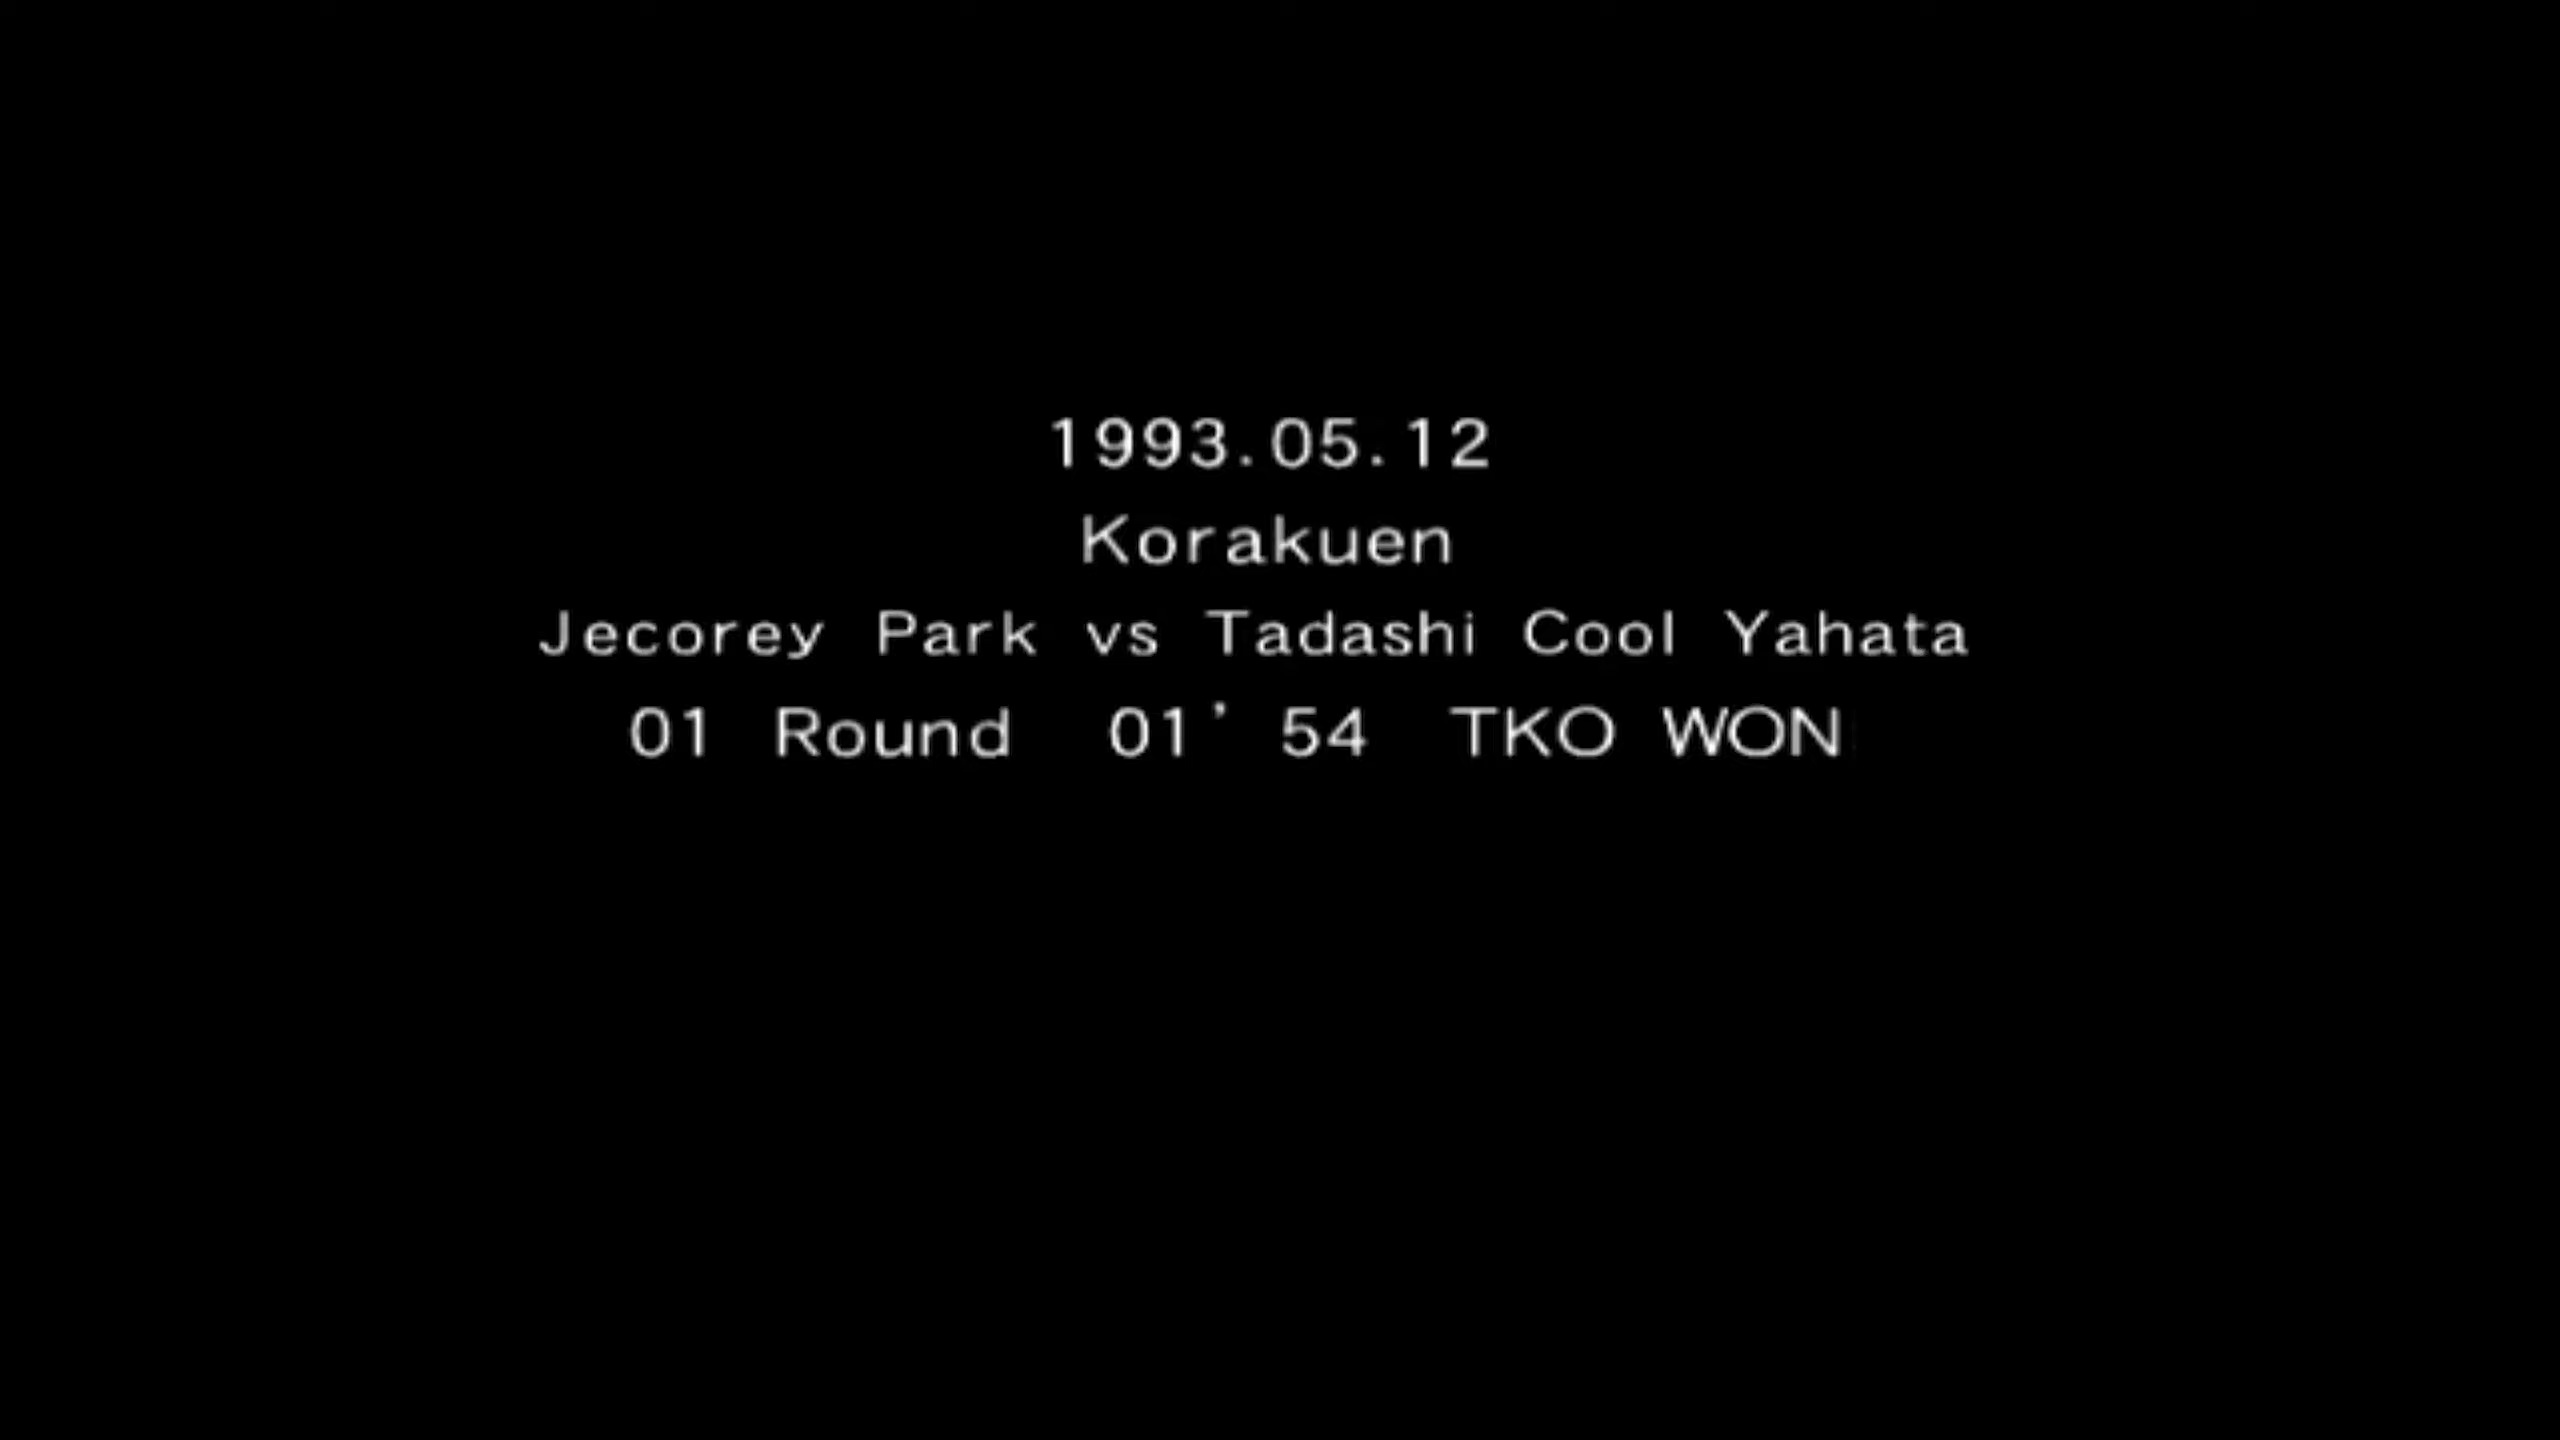 1993.05.12
Korakuen
Jecorey Park vs Tadashi Cool Yahata
01 Round 01' 54 TKO WON